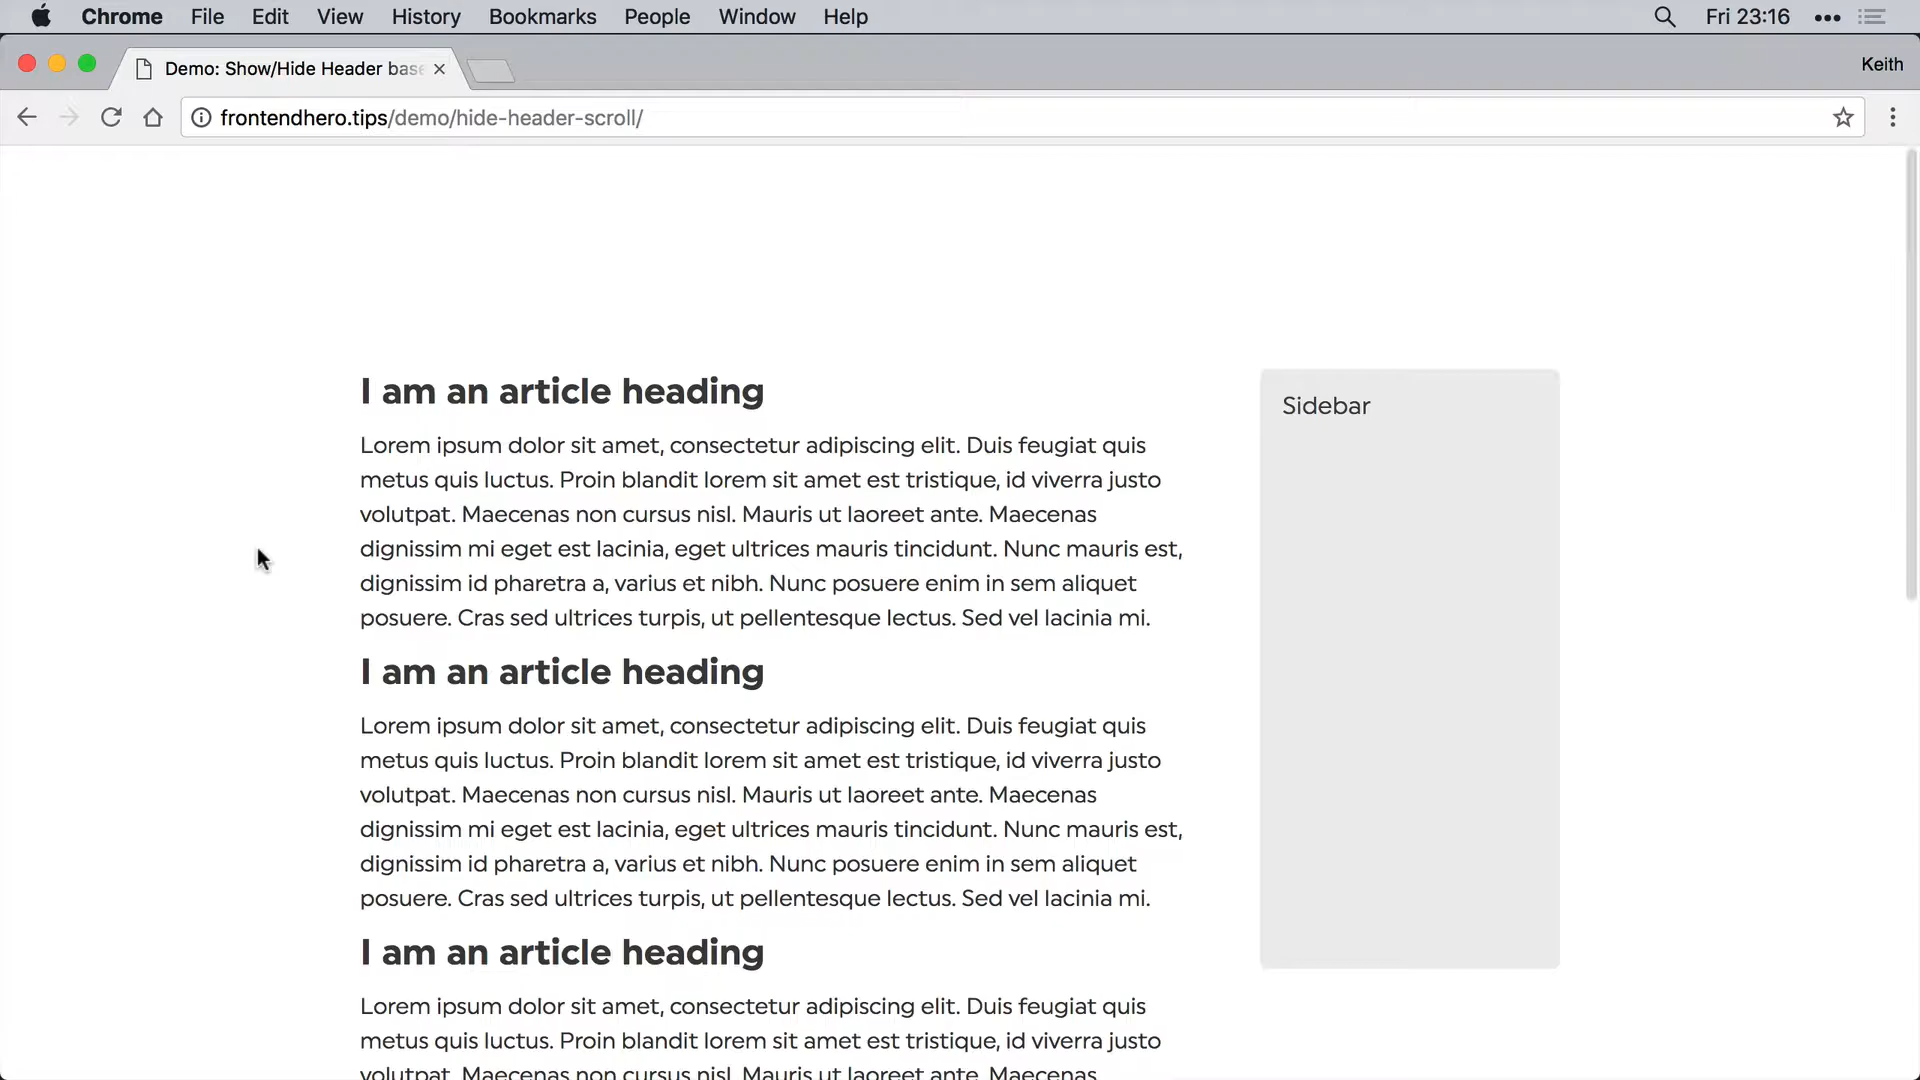 Chrome File Edit View History Bookmarks People Window Help Fri 23:16
Demo: Show/Hide Header bas
Keith
frontendhero.tips/demo/hide-header-scroll/
I am an article heading
Lorem ipsum dolor sit amet, consectetur adipiscing elit. Duis feugiat quis
metus quis luctus. Proin blandit lorem sit amet est tristique, id viverra justo
volutpat. Maecenas non cursus nisl. Mauris ut laoreet ante. Maecenas
dignissim mi eget est lacinia, eget ultrices mauris tincidunt. Nunc mauris est,
dignissim id pharetra a, varius et nibh. Nunc posuere enim in sem aliquet
posuere. Cras sed ultrices turpis, ut pellentesque lectus. Sed vel lacinia mi.
Sidebar
I am an article heading
Lorem ipsum dolor sit amet, consectetur adipiscing elit. Duis feugiat quis
metus quis luctus. Proin blandit lorem sit amet est tristique, id viverra justo
volutpat. Maecenas non cursus nisl. Mauris ut laoreet ante. Maecenas
dignissim mi eget est lacinia, eget ultrices mauris tincidunt. Nunc mauris est,
dignissim id pharetra a, varius et nibh. Nunc posuere enim in sem aliquet
posuere. Cras sed ultrices turpis, ut pellentesque lectus. Sed vel lacinia mi.
I am an article heading
Lorem ipsum dolor sit amet, consectetur adipiscing elit. Duis feugiat quis
metus quis luctus. Proin blandit lorem sit amet est tristique, id viverra justo
volutpat. Maecenas non cursus nisl. Mauris ut laoreet ante. Maecenas